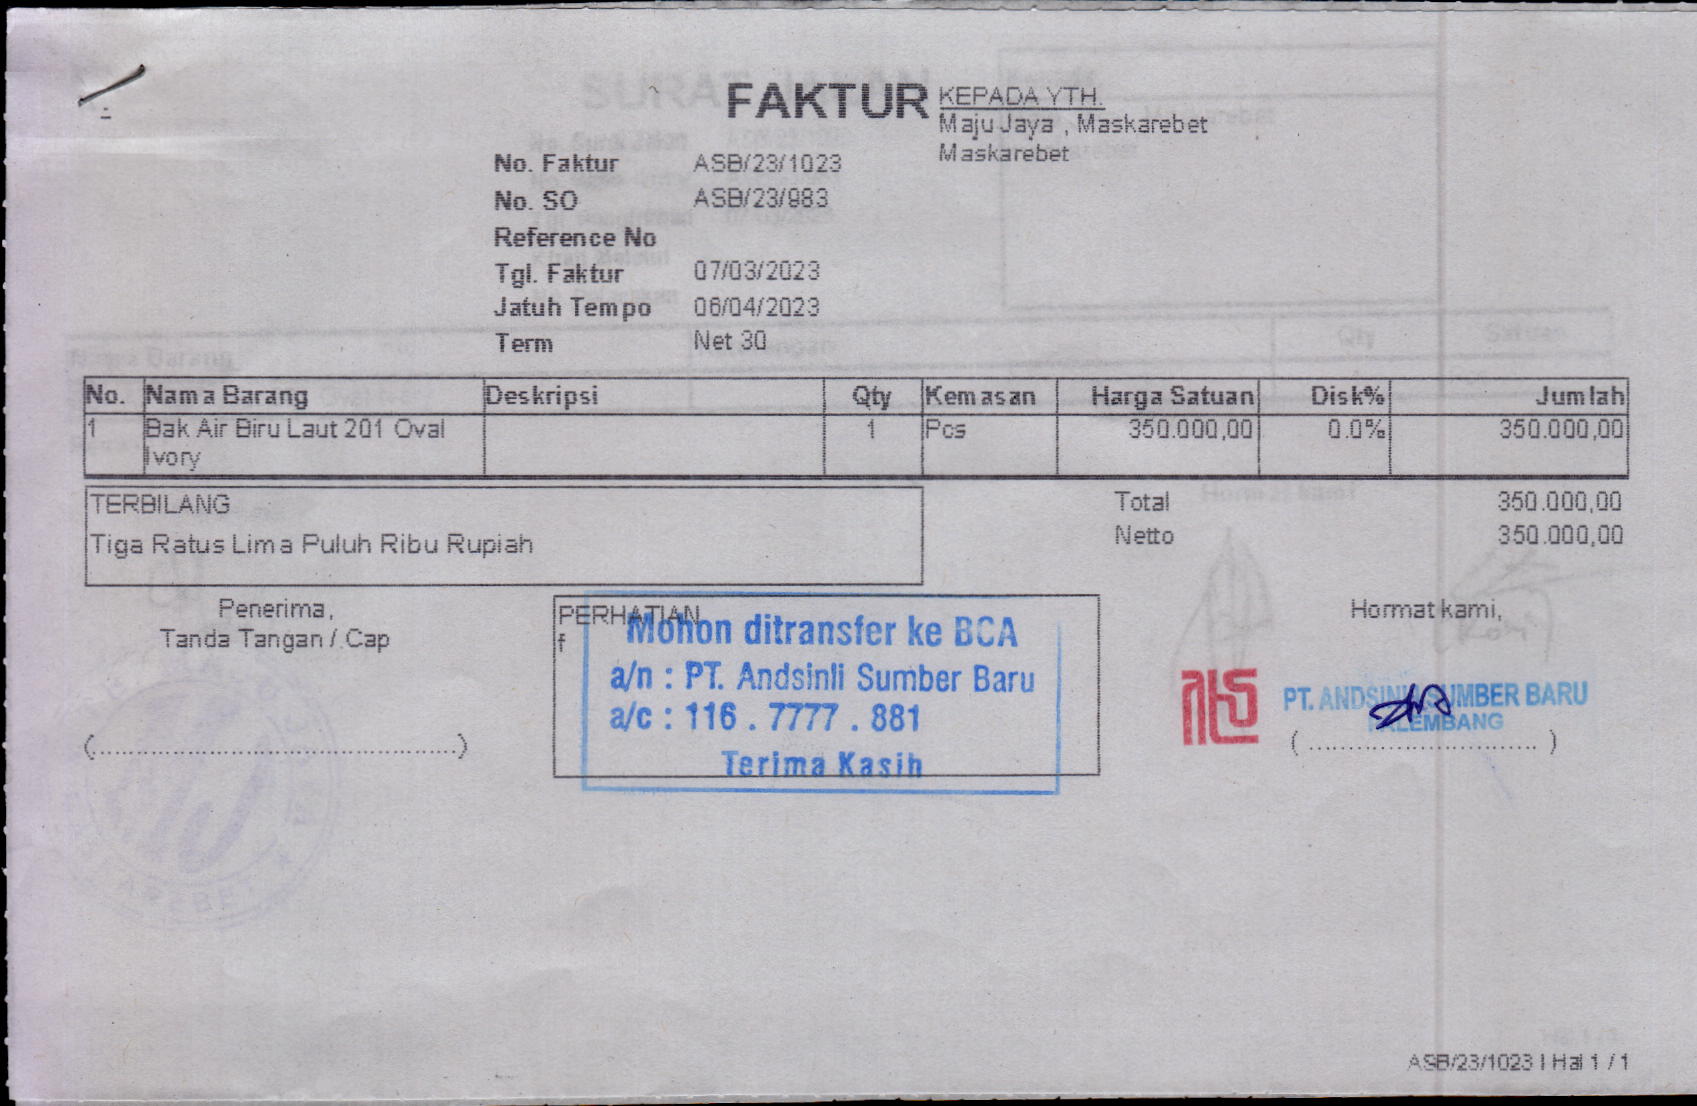 FAKTUR
KEPADA YTH.
Maju Jaya , Maskarebet
Maskarebet
No. Faktur ASB/23/1023
No. SO ASB/23/983
Reference No
Tgl. Faktur 07/03/2023
Jatuh Tempo 06/04/2023
Term Net 30
No. Nama Barang Deskripsi Qty Kemasan Harga Satuan Disk% Jumlah
1 Bak Air Biru Laut 201 Oval 1 Pcs 350.000,00 0.0% 350.000,00
Ivory
TERBILANG
Tiga Ratus Lima Puluh Ribu Rupiah
Total 350.000,00
Netto 350.000,00
Penerima,
Tanda Tangan / Cap
(...............................................)
PERHATIAN
f
Mohon ditransfer ke BCA
a/n : PT. Andsinli Sumber Baru
a/c : 116 . 7777 . 881
Terima Kasih
Hormat kami,
PT. ANDSINLI SUMBER BARU
PALEMBANG
( .............................. )
ASB/23/1023 | Hal 1 / 1